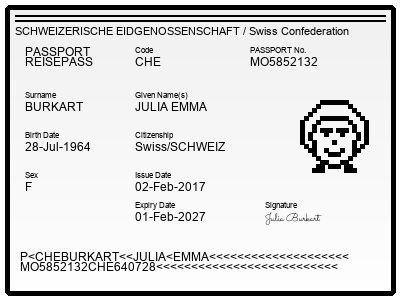 SCHWEIZERISCHE EIDGENOSSENSCHAFT / Swiss Confederation
PASSPORT
REISEPASS
Code
CHE
PASSPORT No.
MO5852132
Surname
BURKART
Given Name(s)
JULIA EMMA
Birth Date
28-Jul-1964
Citizenship
Swiss/SCHWEIZ
Sex
F
Issue Date
02-Feb-2017
Expiry Date
01-Feb-2027
Signature
Julia Burkart
P<CHEBURKART<<JULIA<EMMA<<<<<<<<<<<<<<<<<<<<
MO5852132CHE640728<<<<<<<<<<<<<<<<<<<<<<<<<<